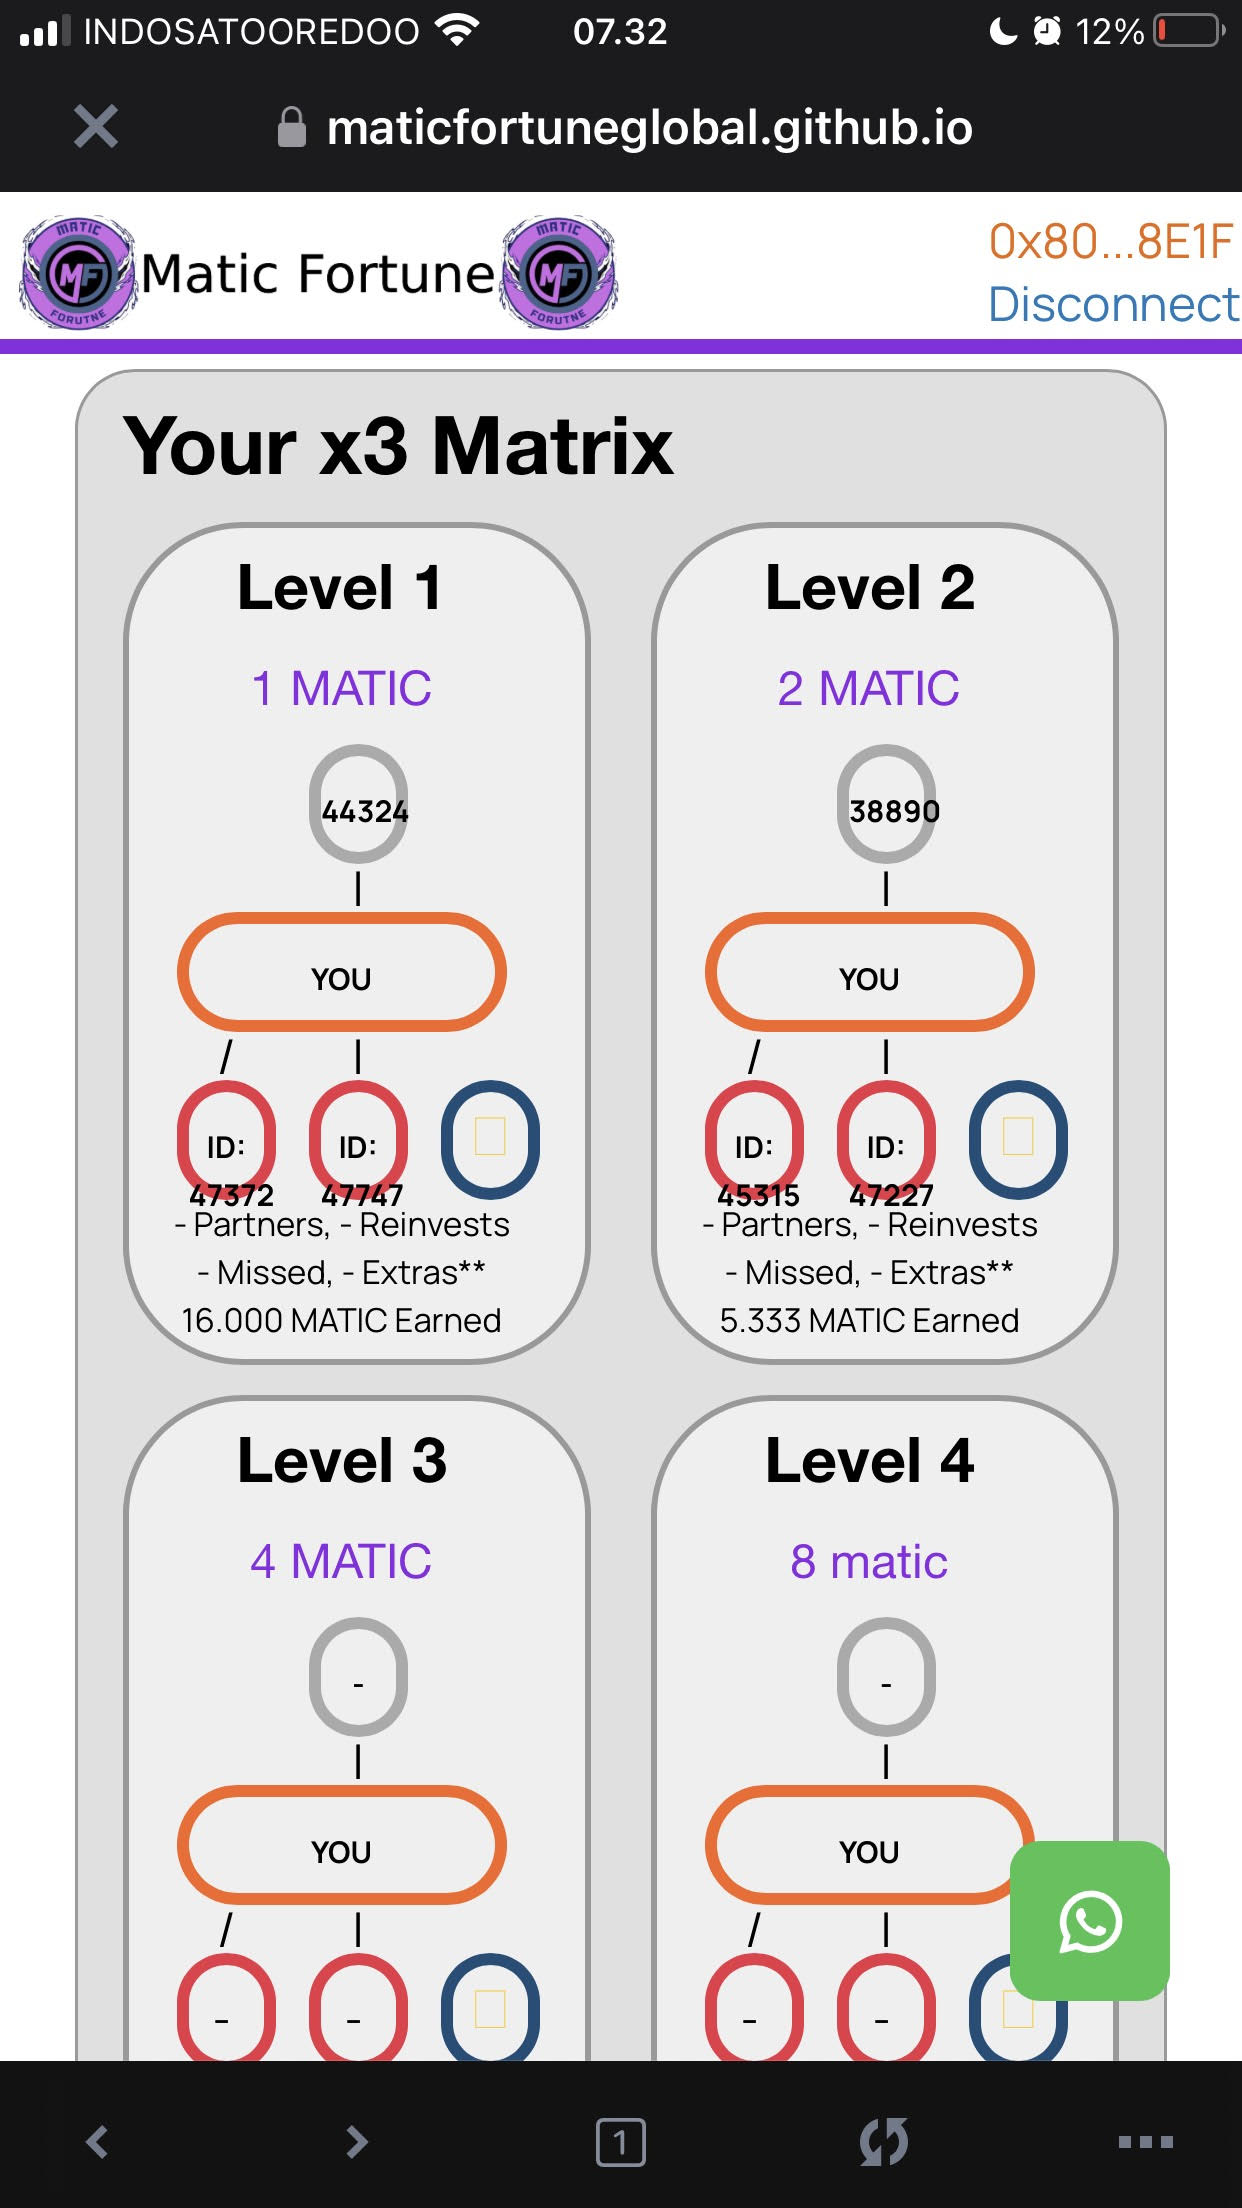 INDOSATOOREDOO 07.32 12%
maticfortuneglobal.github.io
MATIC MF FORUTNE Matic Fortune MATIC MF FORUTNE
0x80...8E1F
Disconnect
Your x3 Matrix
Level 1
1 MATIC
44324
|
YOU
/ |
ID: 47372
ID: 47747
- Partners, - Reinvests
- Missed, - Extras**
16.000 MATIC Earned
Level 2
2 MATIC
38890
|
YOU
/ |
ID: 45315
ID: 47227
- Partners, - Reinvests
- Missed, - Extras**
5.333 MATIC Earned
Level 3
4 MATIC
-
|
YOU
/ |
- -
Level 4
8 matic
-
|
YOU
/ |
- -
1